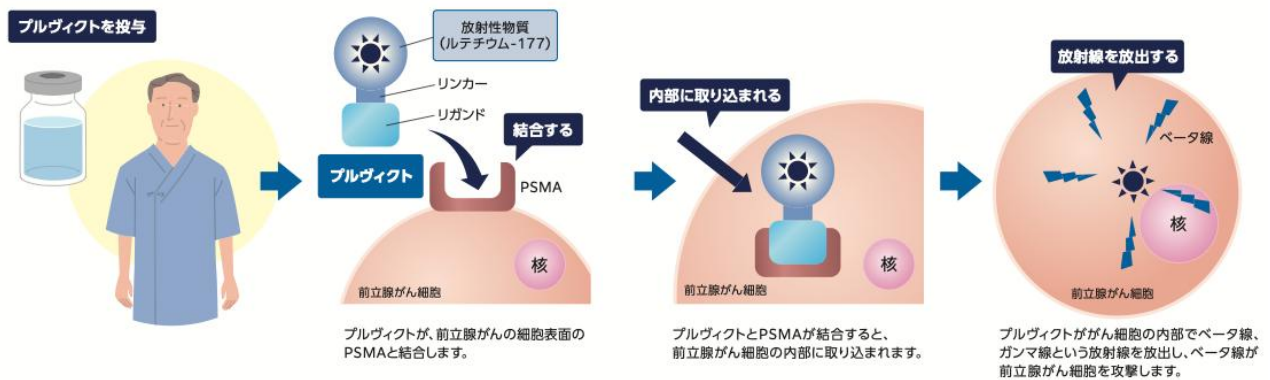 プルヴィクトを投与
放射性物質
(ルテチウム-177)
リンカー
リガンド
結合する
プルヴィクト
PSMA
核
前立腺がん細胞
プルヴィクトが、前立腺がんの細胞表面の
PSMAと結合します。
内部に取り込まれる
核
前立腺がん細胞
プルヴィクトとPSMAが結合すると、
前立腺がん細胞の内部に取り込まれます。
放射線を放出する
ベータ線
核
前立腺がん細胞
プルヴィクトががん細胞の内部でベータ線、
ガンマ線という放射線を放出し、ベータ線が
前立腺がん細胞を攻撃します。